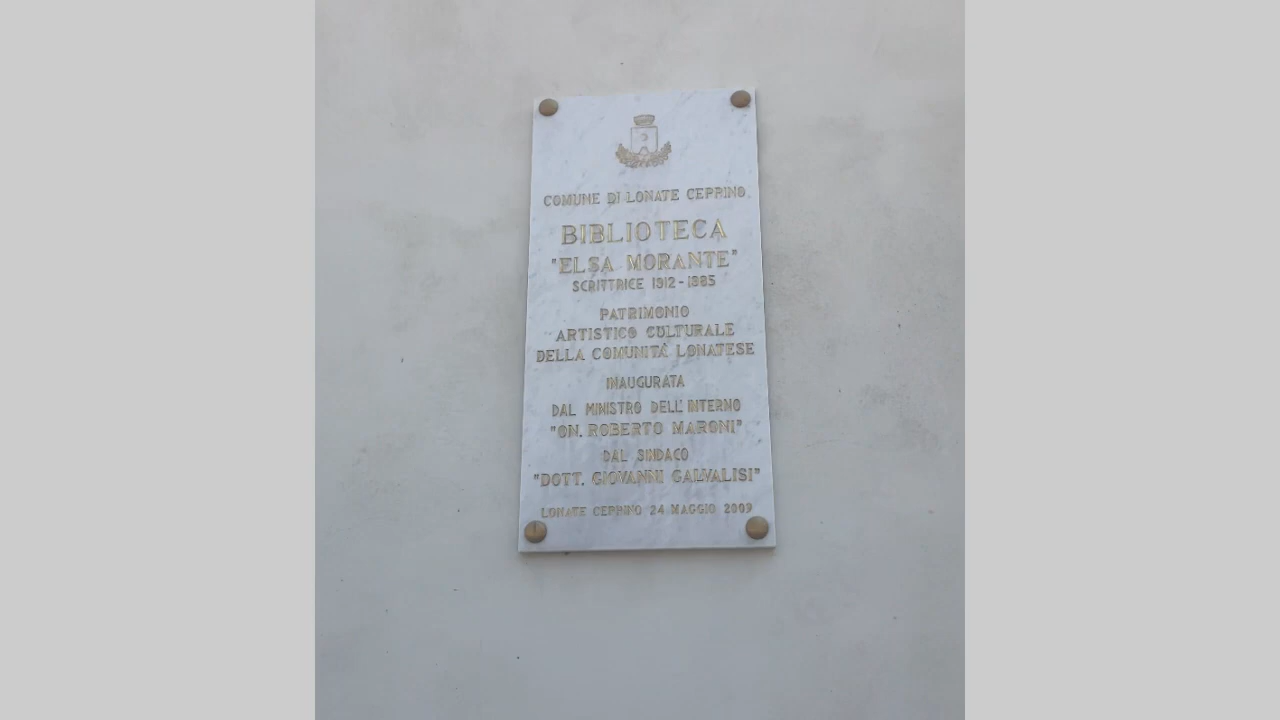 COMUNE DI LONATE CEPPINO
BIBLIOTECA
"ELSA MORANTE"
SCRITTRICE 1912-1985
PATRIMONIO
ARTISTICO CULTURALE
DELLA COMUNITÀ LONATESE
INAUGURATA
DAL MINISTRO DELL'INTERNO
"ON. ROBERTO MARONI"
DAL SINDACO
"DOTT. GIOVANNI GALVALISI"
LONATE CEPPINO 24 MAGGIO 2009